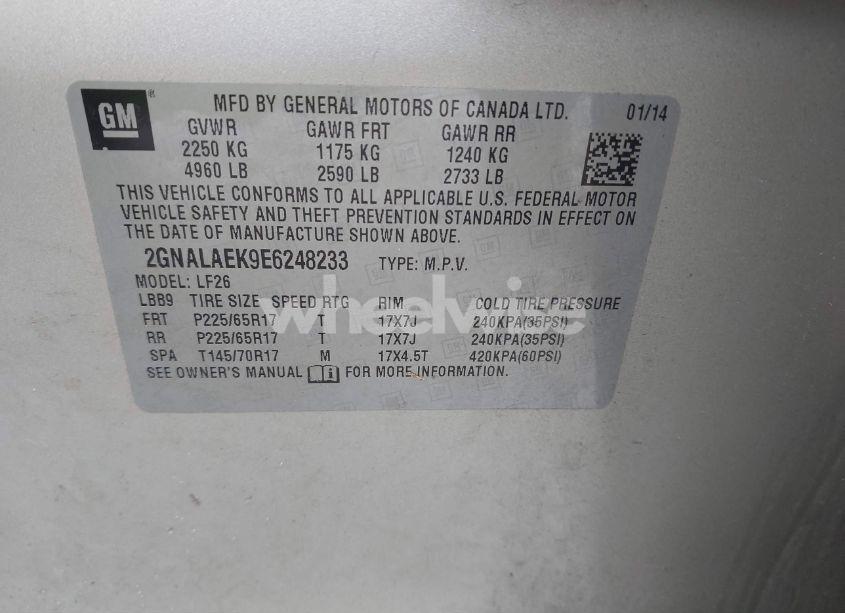 GM
MFD BY GENERAL MOTORS OF CANADA LTD. 01/14
GVWR GAWR FRT GAWR RR
2250 KG 1175 KG 1240 KG
4960 LB 2590 LB 2733 LB
THIS VEHICLE CONFORMS TO ALL APPLICABLE U.S. FEDERAL MOTOR
VEHICLE SAFETY AND THEFT PREVENTION STANDARDS IN EFFECT ON
THE DATE OF MANUFACTURE SHOWN ABOVE.
2GNALAEK9E6248233 TYPE: M.P.V.
MODEL: LF26
LBB9 TIRE SIZE SPEED RTG RIM COLD TIRE PRESSURE
FRT P225/65R17 T 17X7J 240KPA(35PSI)
RR P225/65R17 T 17X7J 240KPA(35PSI)
SPA T145/70R17 M 17X4.5T 420KPA(60PSI)
SEE OWNER'S MANUAL FOR MORE INFORMATION.
wheelwise